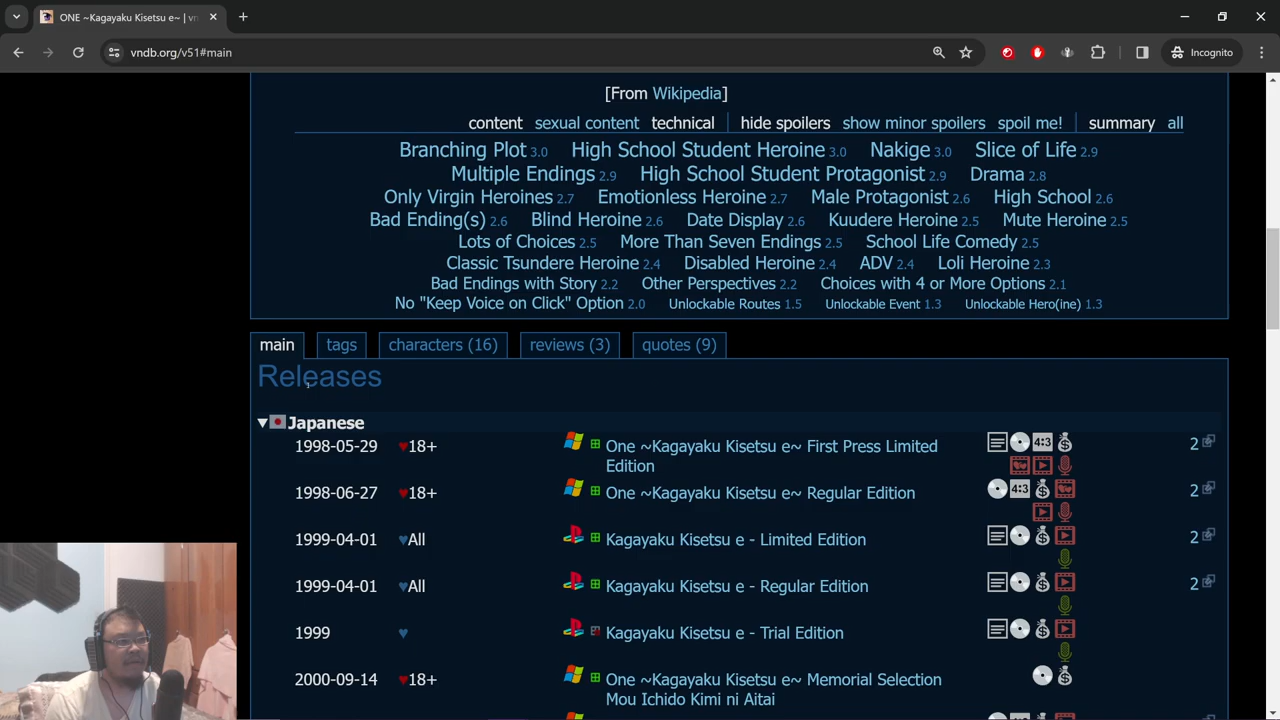 ONE ~Kagayaku Kisetsu e~ | vn
vndb.org/v51#main
Incognito
[From Wikipedia]
content sexual content technical hide spoilers show minor spoilers spoil me! summary all
Branching Plot 3.0 High School Student Heroine 3.0 Nakige 3.0 Slice of Life 2.9
Multiple Endings 2.9 High School Student Protagonist 2.9 Drama 2.8
Only Virgin Heroines 2.7 Emotionless Heroine 2.7 Male Protagonist 2.6 High School 2.6
Bad Ending(s) 2.6 Blind Heroine 2.6 Date Display 2.6 Kuudere Heroine 2.5 Mute Heroine 2.5
Lots of Choices 2.5 More Than Seven Endings 2.5 School Life Comedy 2.5
Classic Tsundere Heroine 2.4 Disabled Heroine 2.4 ADV 2.4 Loli Heroine 2.3
Bad Endings with Story 2.2 Other Perspectives 2.2 Choices with 4 or More Options 2.1
No "Keep Voice on Click" Option 2.0 Unlockable Routes 1.5 Unlockable Event 1.3 Unlockable Hero(ine) 1.3
main tags characters (16) reviews (3) quotes (9)
Releases
Japanese
1998-05-29 18+ One ~Kagayaku Kisetsu e~ First Press Limited 4:3 2
Edition
1998-06-27 18+ One ~Kagayaku Kisetsu e~ Regular Edition 4:3 2
1999-04-01 All Kagayaku Kisetsu e - Limited Edition 2
1999-04-01 All Kagayaku Kisetsu e - Regular Edition 2
1999 Kagayaku Kisetsu e - Trial Edition
2000-09-14 18+ One ~Kagayaku Kisetsu e~ Memorial Selection
Mou Ichido Kimi ni Aitai